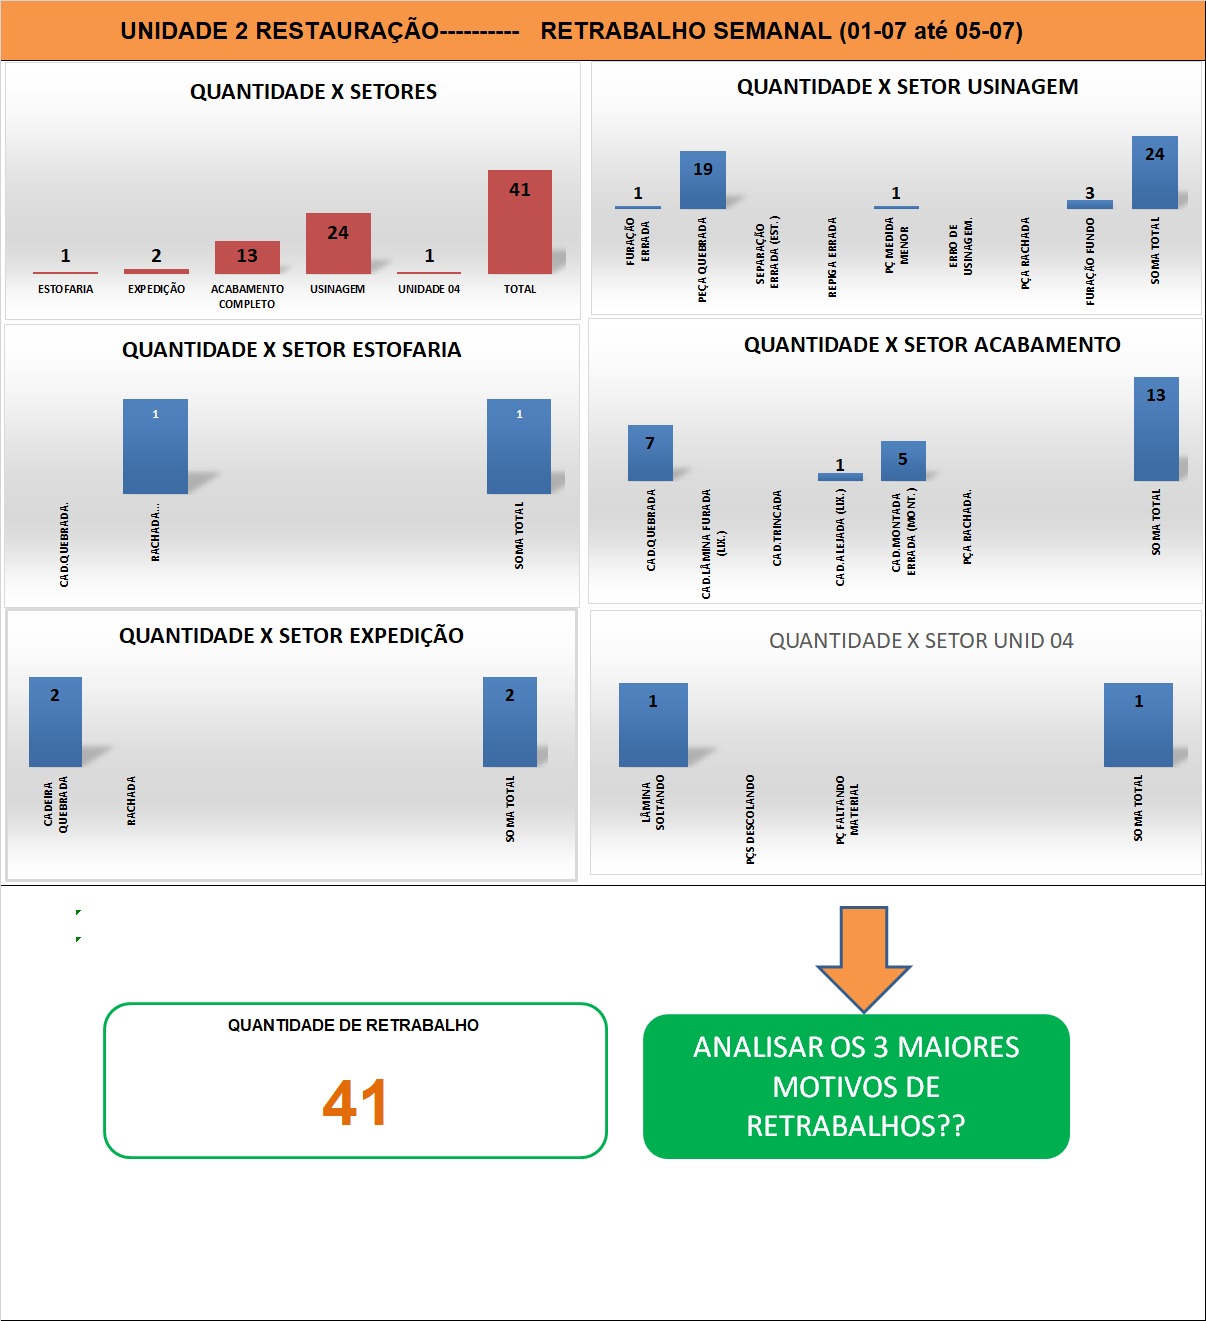 UNIDADE 2 RESTAURAÇÃO---------- RETRABALHO SEMANAL (01-07 até 05-07)
QUANTIDADE X SETORES
1
2
13
24
1
41
ESTOFARIA
EXPEDIÇÃO
ACABAMENTO
COMPLETO
USINAGEM
UNIDADE 04
TOTAL
QUANTIDADE X SETOR USINAGEM
1
19
1
3
24
FURAÇÃO
ERRADA
PEÇA QUEBRADA
SEPARAÇÃO
ERRADA (EST.)
REPIGA ERRADA
PÇ MEDIDA
MENOR
ERRO DE
USINAGEM.
PÇA RACHADA
FURAÇÃO FUNDO
SOMA TOTAL
QUANTIDADE X SETOR ESTOFARIA
1
1
CAD.QUEBRADA.
RACHADA...
SOMA TOTAL
QUANTIDADE X SETOR ACABAMENTO
7
1
5
13
CAD.QUEBRADA
CAD.LÂMINA FURADA
(LIX.)
CAD.TRINCADA
CAD.ALEJADA (LIX.)
CAD.MONTADA
ERRADA (MONT.)
PÇA RACHADA.
SOMA TOTAL
QUANTIDADE X SETOR EXPEDIÇÃO
2
2
CADEIRA
QUEBRADA
RACHADA
SOMA TOTAL
QUANTIDADE X SETOR UNID 04
1
1
LÂMINA
SOLTANDO
PÇS DESCOLANDO
PÇ FALTANDO
MATERIAL
SOMA TOTAL
QUANTIDADE DE RETRABALHO
41
ANALISAR OS 3 MAIORES
MOTIVOS DE
RETRABALHOS??